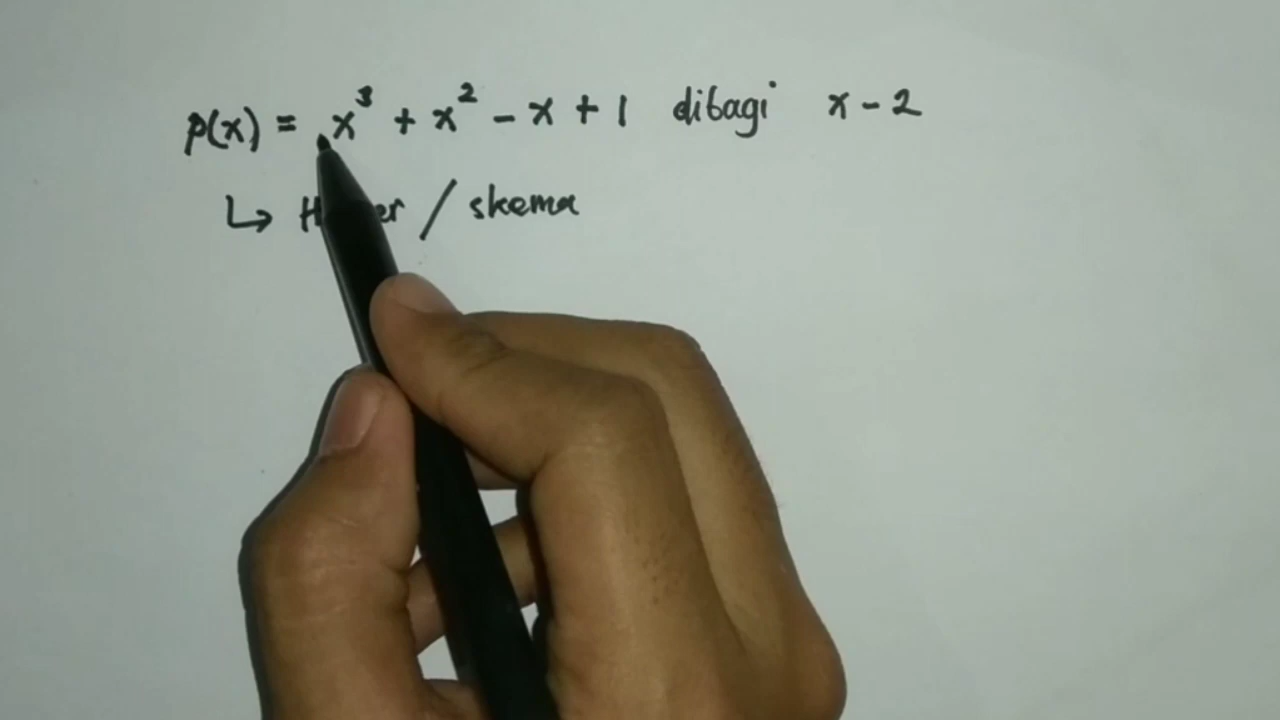 p(x) = x³ + x² - x + 1 dibagi x - 2
↳ / skema